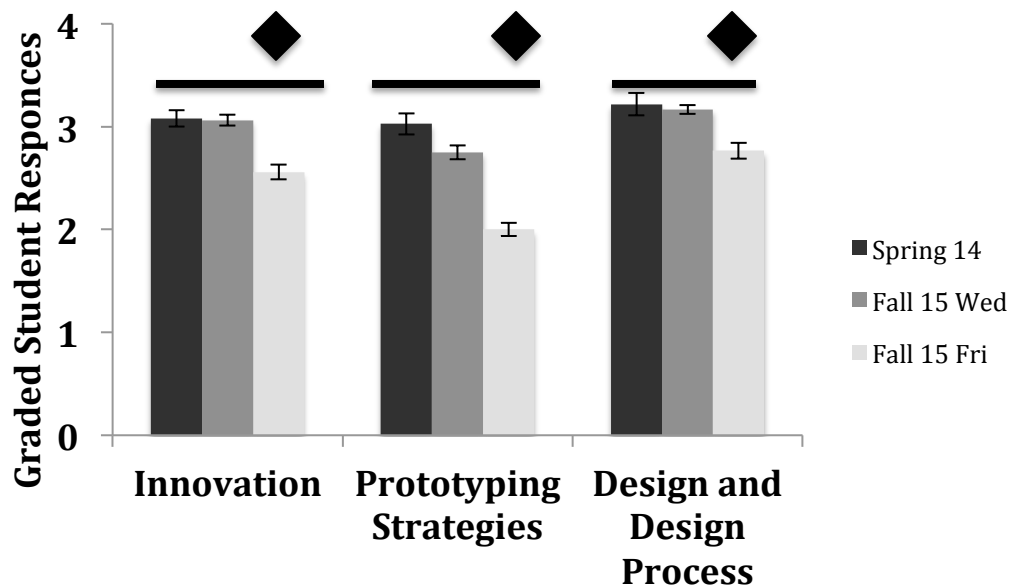 Graded Student Responces
4
3
2
1
0
Innovation
Prototyping
Strategies
Design and
Design
Process
Spring 14
Fall 15 Wed
Fall 15 Fri